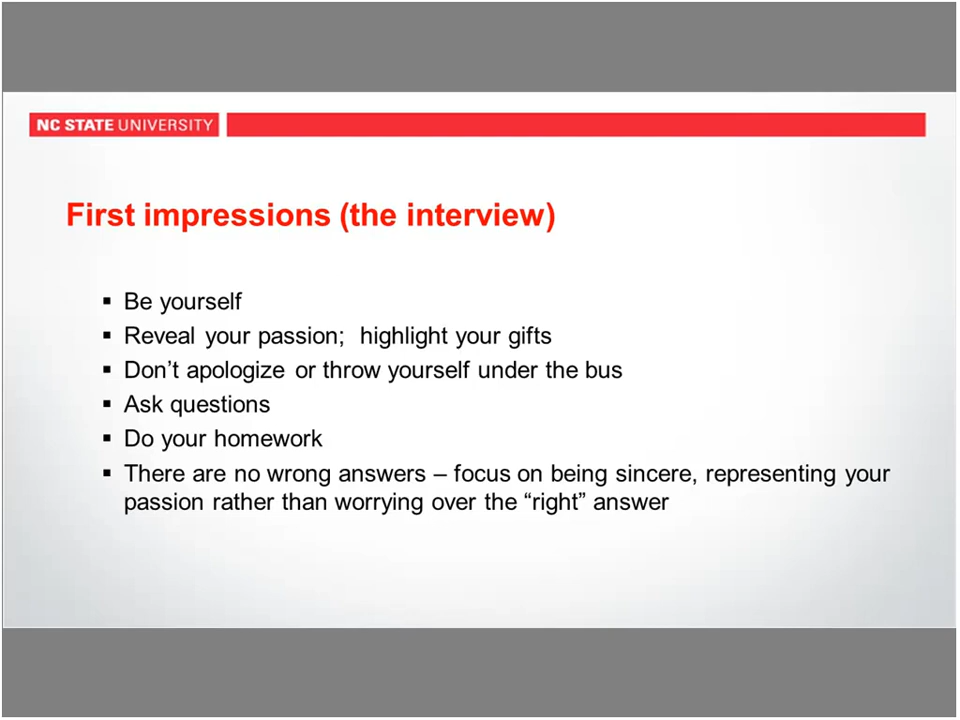 NC STATE UNIVERSITY
First impressions (the interview)
▪ Be yourself
▪ Reveal your passion;  highlight your gifts
▪ Don’t apologize or throw yourself under the bus
▪ Ask questions
▪ Do your homework
▪ There are no wrong answers – focus on being sincere, representing your
passion rather than worrying over the “right” answer